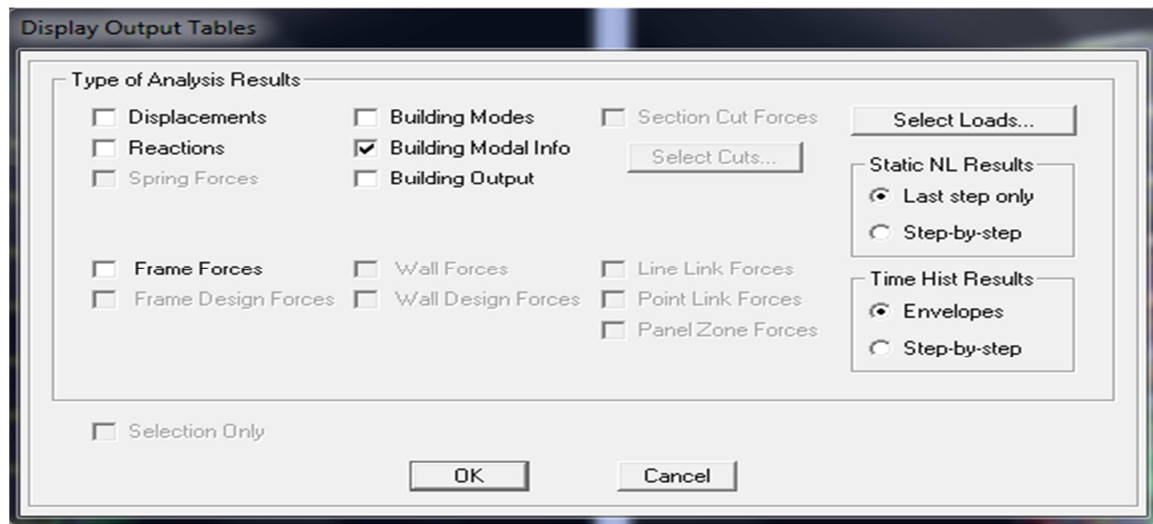 Display Output Tables
Type of Analysis Results
Displacements
Reactions
Spring Forces
Building Modes
Building Modal Info
Building Output
Section Cut Forces
Select Cuts...
Frame Forces
Frame Design Forces
Wall Forces
Wall Design Forces
Line Link Forces
Point Link Forces
Panel Zone Forces
Select Loads...
Static NL Results
Last step only
Step-by-step
Time Hist Results
Envelopes
Step-by-step
Selection Only
OK
Cancel